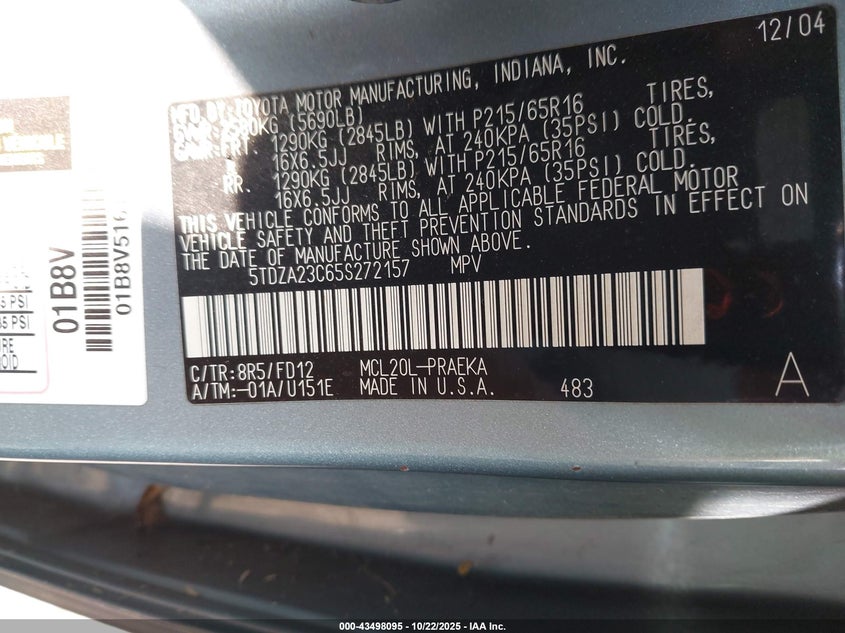 12/04
MFD BY TOYOTA MOTOR MANUFACTURING, INDIANA, INC.
(5690LB)
FRT. 1290KG (2845LB) WITH P215/65R16 TIRES,
16X6.5JJ RIMS, AT 240KPA (35PSI) COLD.
RR. 1290KG (2845LB) WITH P215/65R16 TIRES,
16X6.5JJ RIMS, AT 240KPA (35PSI) COLD.
THIS VEHICLE CONFORMS TO ALL APPLICABLE FEDERAL MOTOR
VEHICLE SAFETY AND THEFT PREVENTION STANDARDS IN EFFECT ON
THE DATE OF MANUFACTURE SHOWN ABOVE.
5TDZA23C65S272157 MPV
C/TR: 8R5/FD12 MCL20L-PRAEKA
A/TM:-01A/U151E MADE IN U.S.A. 483
A
01B8V
01B8V516
PSI
35 PSI
000-43498095 - 10/22/2025 - IAA Inc.